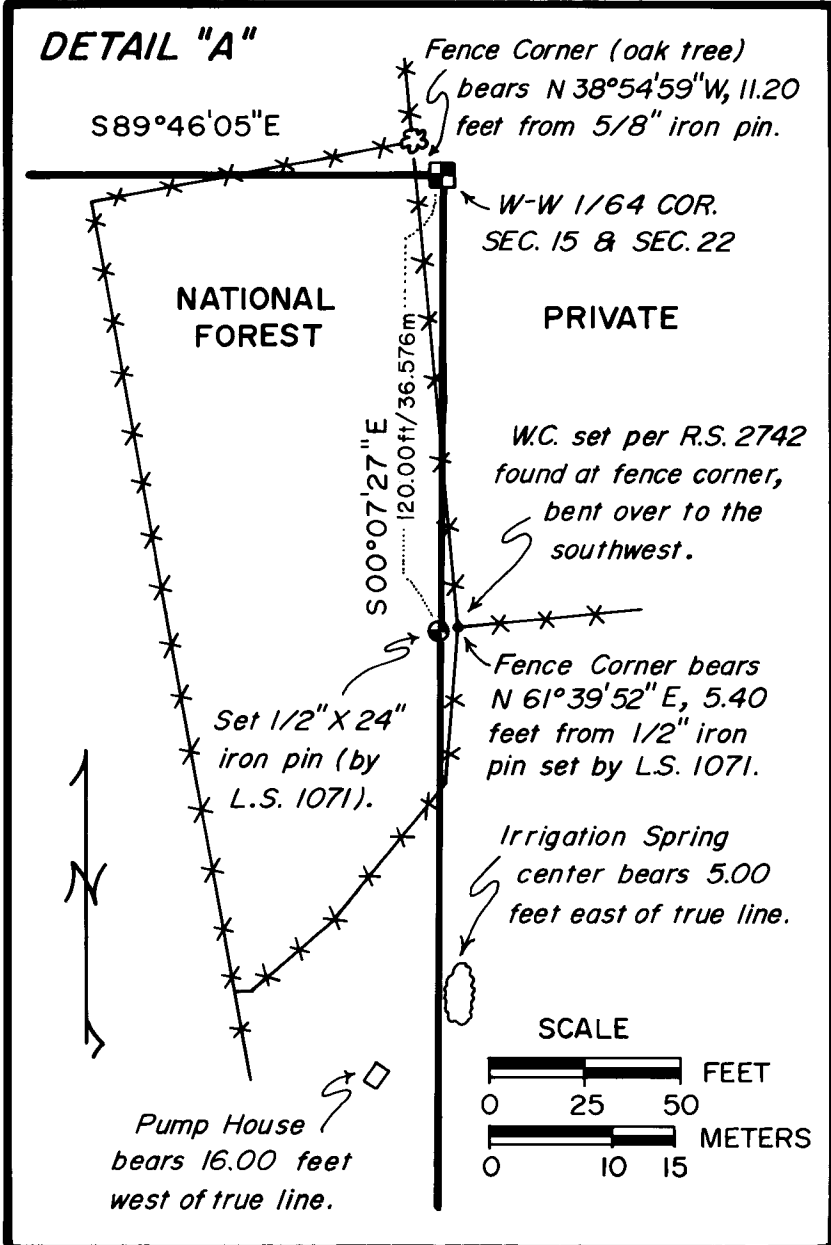 DETAIL "A"
Fence Corner (oak tree)
bears N 38°54'59"W, 11.20
feet from 5/8" iron pin.
S89°46'05"E
W-W 1/64 COR.
SEC. 15 & SEC. 22
NATIONAL
FOREST
PRIVATE
S00°07'27"E
120.00ft/36.576m
W.C. set per R.S. 2742
found at fence corner,
bent over to the
southwest.
Fence Corner bears
N 61°39'52"E, 5.40
feet from 1/2" iron
pin set by L.S. 1071.
Set 1/2"X 24"
iron pin (by
L.S. 1071).
Irrigation Spring
center bears 5.00
feet east of true line.
N
SCALE
FEET
0 25 50
METERS
0 10 15
Pump House
bears 16.00 feet
west of true line.